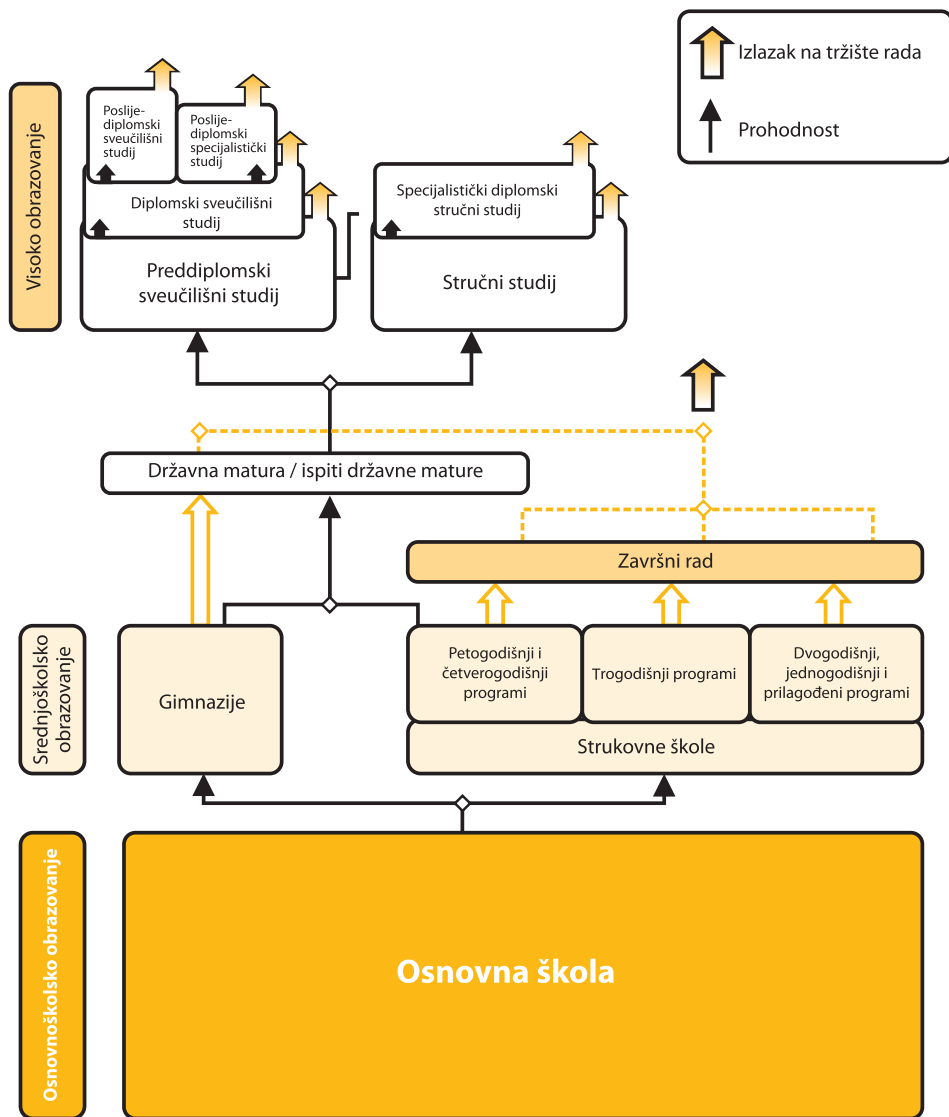 Izlazak na tržište rada
Prohodnost
Visoko obrazovanje
Poslije-
diplomski
sveučilišni
studij
Poslije-
diplomski
specijalistički
studij
Diplomski sveučilišni
studij
Preddiplomski
sveučilišni studij
Specijalistički diplomski
stručni studij
Stručni studij
Državna matura / ispiti državne mature
Završni rad
Srednjoškolsko
obrazovanje
Gimnazije
Petogodišnji i
četverogodišnji
programi
Trogodišnji programi
Dvogodišnji,
jednogodišnji i
prilagođeni programi
Strukovne škole
Osnovnoškolsko obrazovanje
Osnovna škola